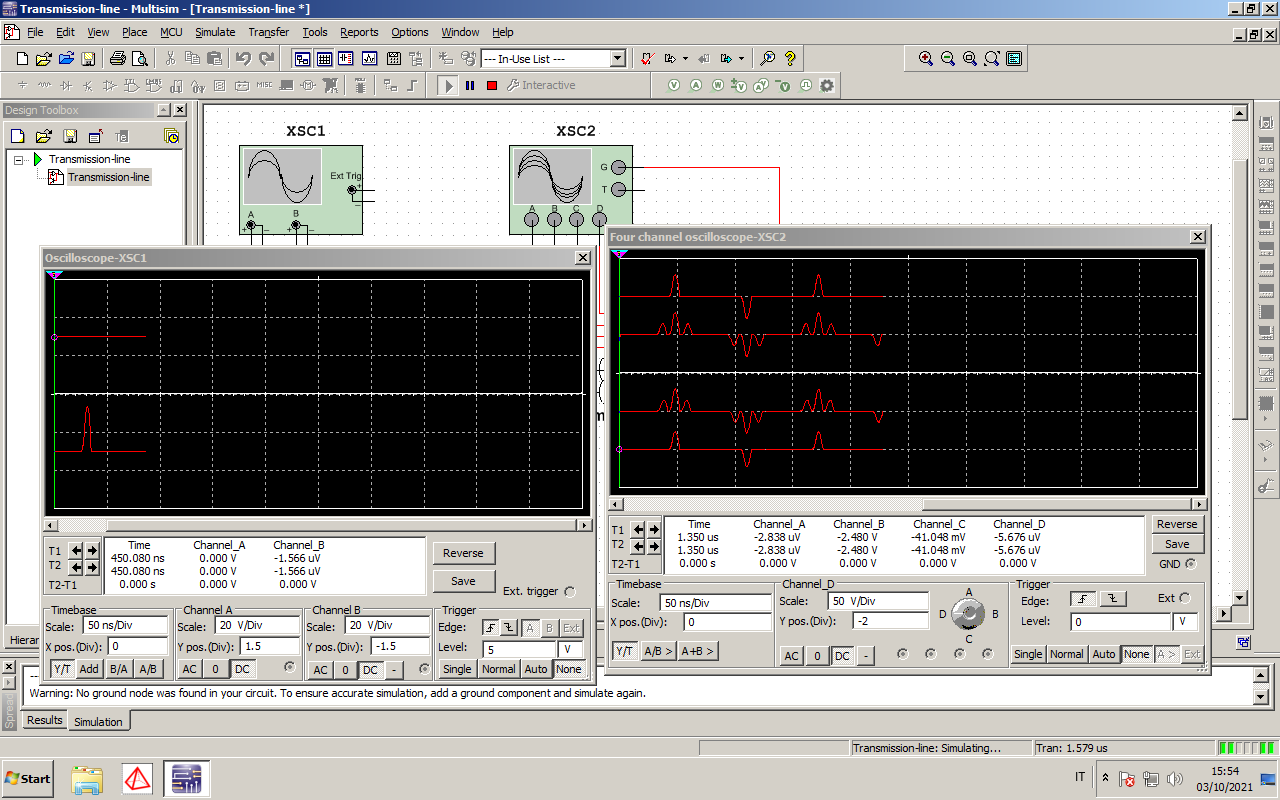 Transmission-line - Multisim - [Transmission-line *]
File Edit View Place MCU Simulate Transfer Tools Reports Options Window Help
--- In-Use List ---
Interactive
Design Toolbox
Transmission-line
Transmission-line
XSC1
Ext Trig
A B
XSC2
G
T
A B C D
Oscilloscope-XSC1
T1
T2
T2-T1
Time Channel_A Channel_B
450.080 ns 0.000 V -1.566 uV
450.080 ns 0.000 V -1.566 uV
0.000 s 0.000 V 0.000 V
Reverse
Save
Ext. trigger
Timebase
Scale: 50 ns/Div
X pos.(Div): 0
Y/T Add B/A A/B
Channel A
Scale: 20 V/Div
Y pos.(Div): 1.5
AC 0 DC
Channel B
Scale: 20 V/Div
Y pos.(Div): -1.5
AC 0 DC -
Trigger
Edge: A B Ext
Level: 5 V
Single Normal Auto None
Four channel oscilloscope-XSC2
T1
T2
T2-T1
Time Channel_A Channel_B Channel_C Channel_D
1.350 us -2.838 uV -2.480 V -41.048 mV -5.676 uV
1.350 us -2.838 uV -2.480 V -41.048 mV -5.676 uV
0.000 s 0.000 V 0.000 V 0.000 V 0.000 V
Reverse
Save
GND
Timebase
Scale: 50 ns/Div
X pos.(Div): 0
Y/T A/B > A+B >
Channel_D
Scale: 50 V/Div
Y pos.(Div): -2
AC 0 DC -
A
D B
C
Trigger
Edge: Ext
Level: 0 V
Single Normal Auto None A > Ext
Hierar
Spread
Warning: No ground node was found in your circuit. To ensure accurate simulation, add a ground component and simulate again.
Results Simulation
Transmission-line: Simulating... Tran: 1.579 us
Start
IT
15:54
03/10/2021